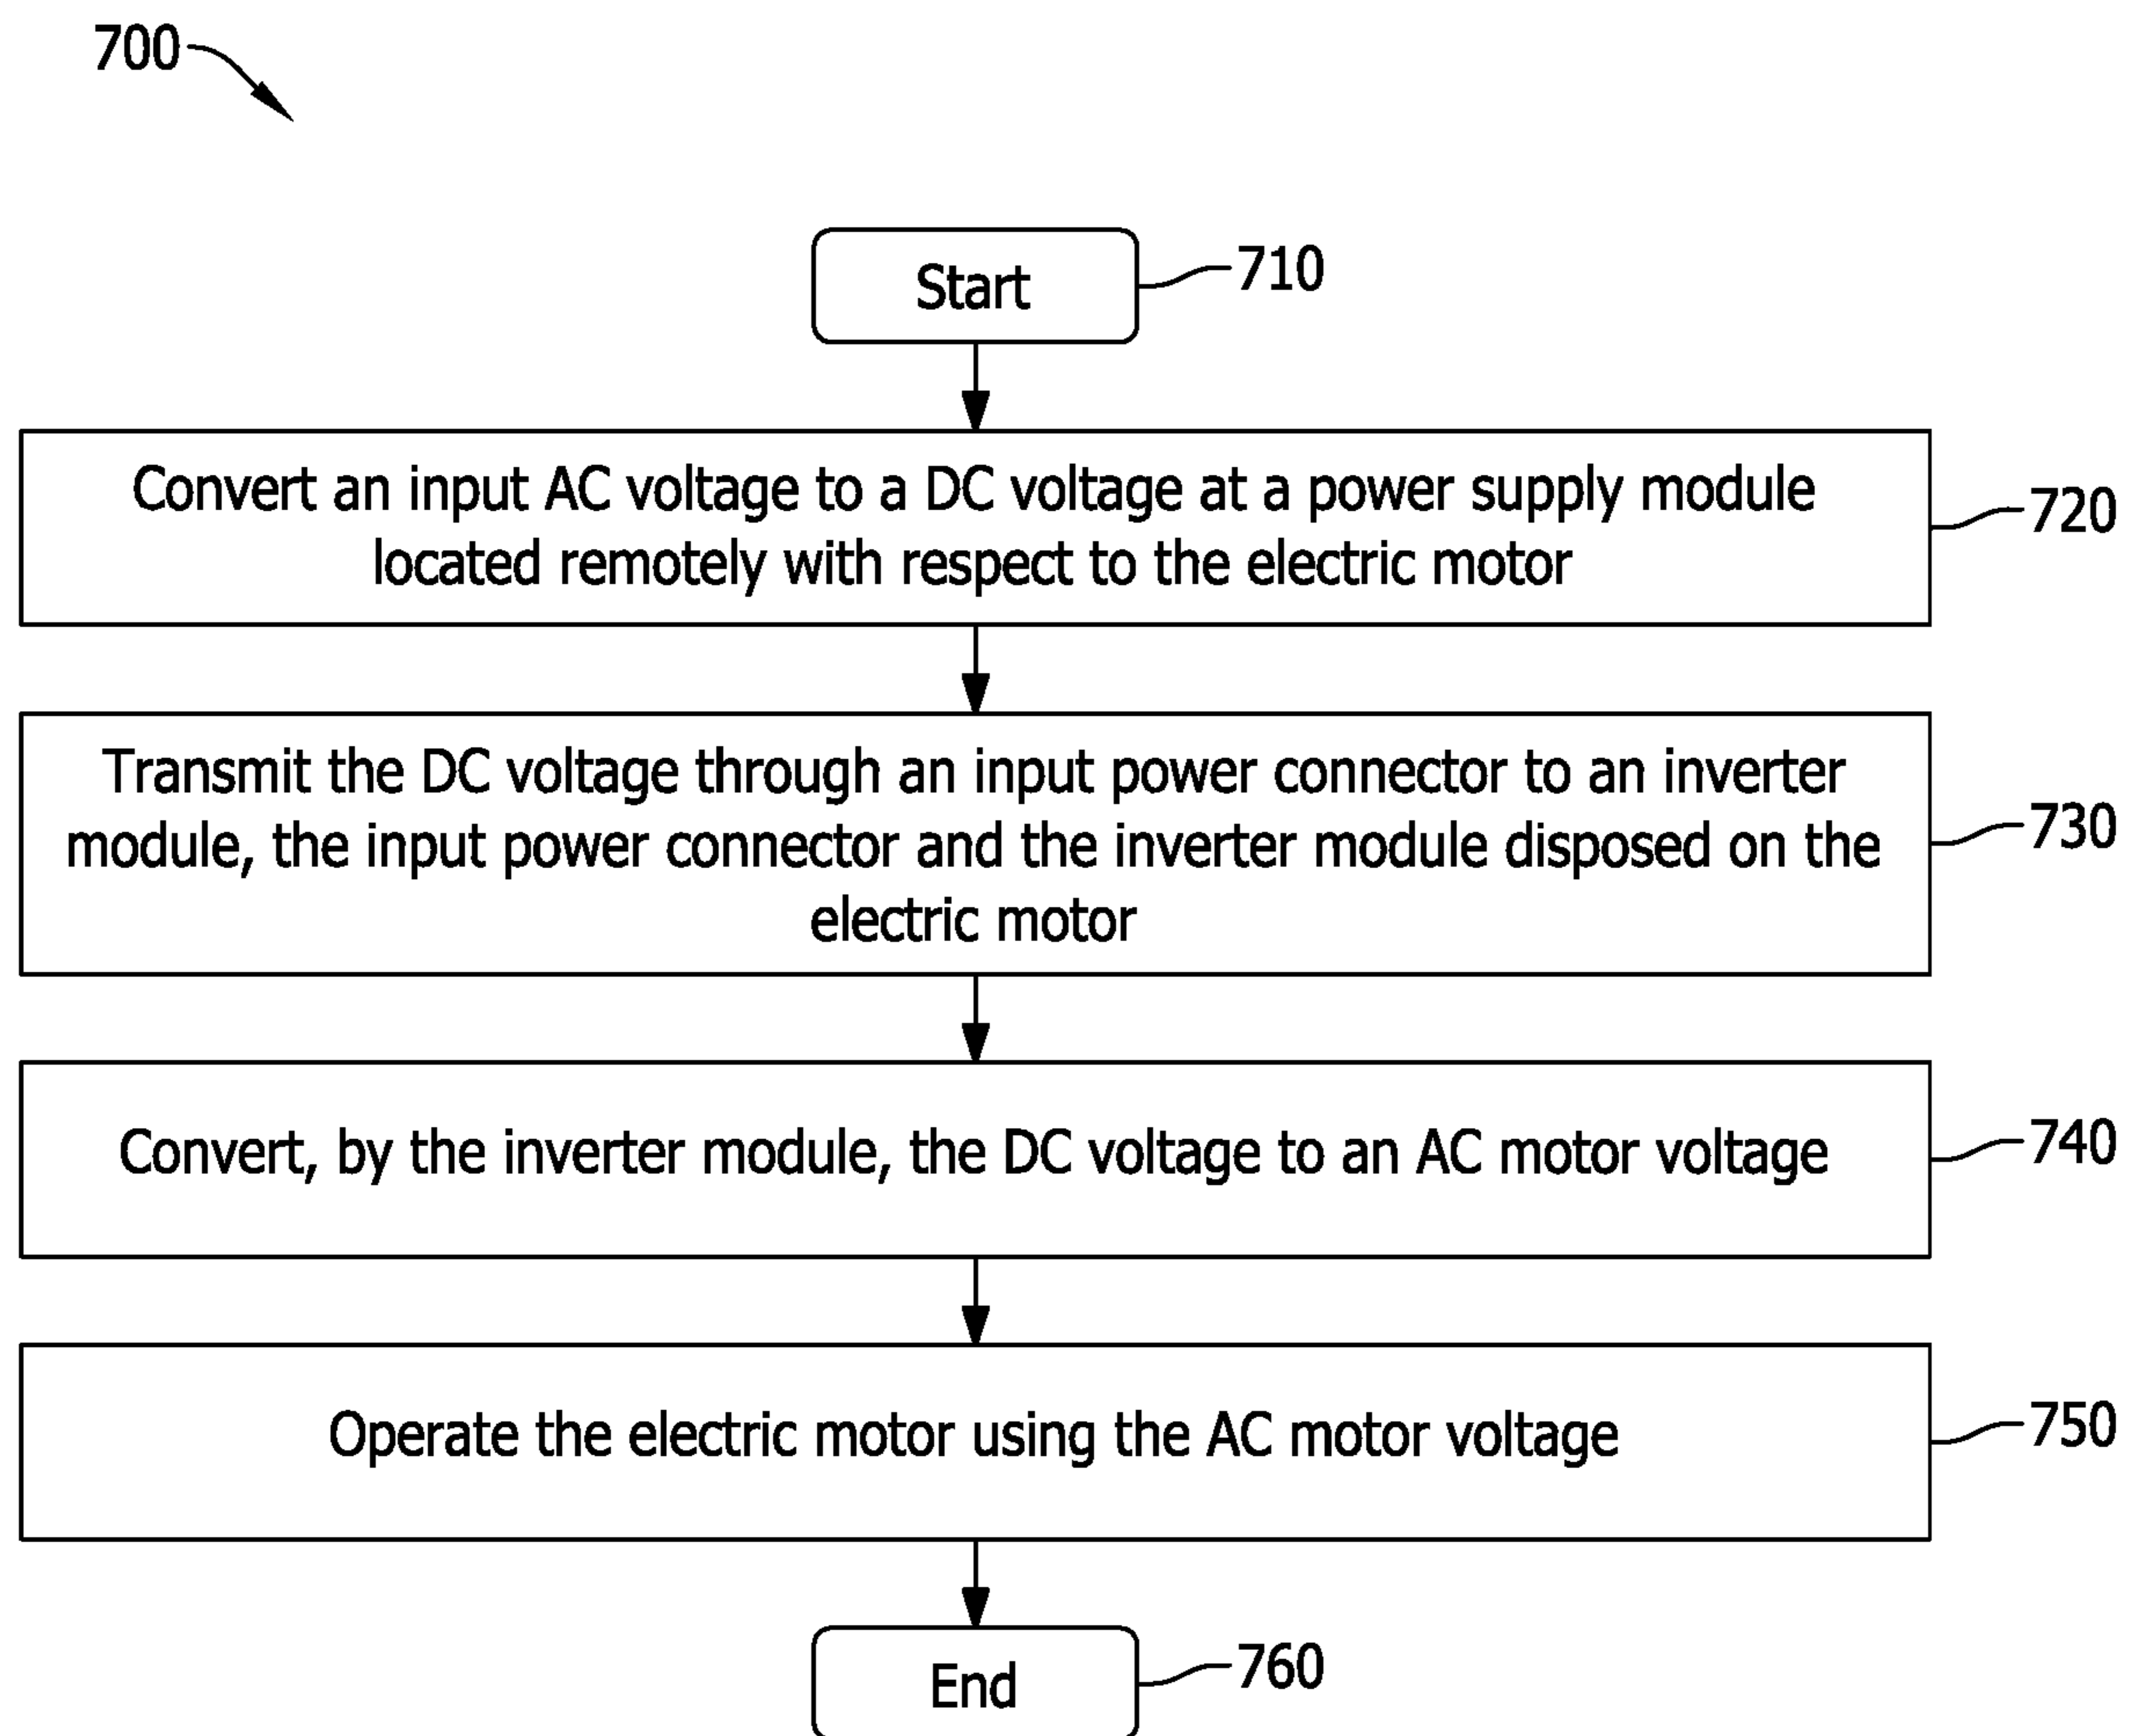 700
Start
710
Convert an input AC voltage to a DC voltage at a power supply module
located remotely with respect to the electric motor
720
Transmit the DC voltage through an input power connector to an inverter
module, the input power connector and the inverter module disposed on the
electric motor
730
Convert, by the inverter module, the DC voltage to an AC motor voltage
740
Operate the electric motor using the AC motor voltage
750
End
760